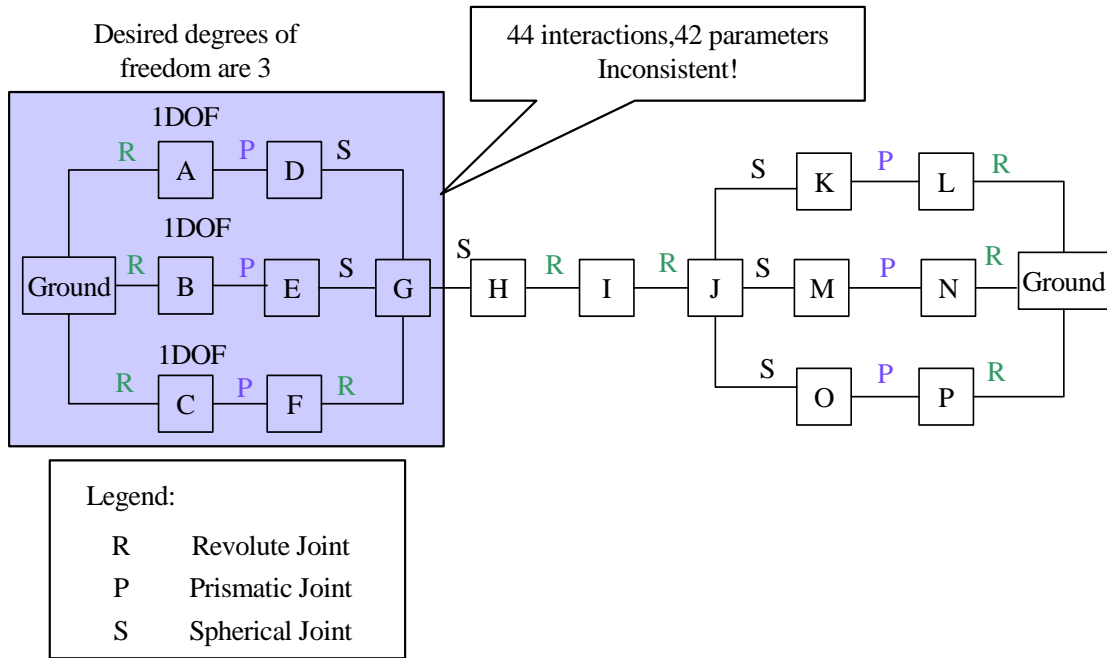 Desired degrees of
freedom are 3
44 interactions,42 parameters
Inconsistent!
1DOF
R A P D S
1DOF
Ground R B P E S G
1DOF
R C P F R
S H R I R J
S K P L R
S M P N R Ground
S O P P R
Legend:
R Revolute Joint
P Prismatic Joint
S Spherical Joint